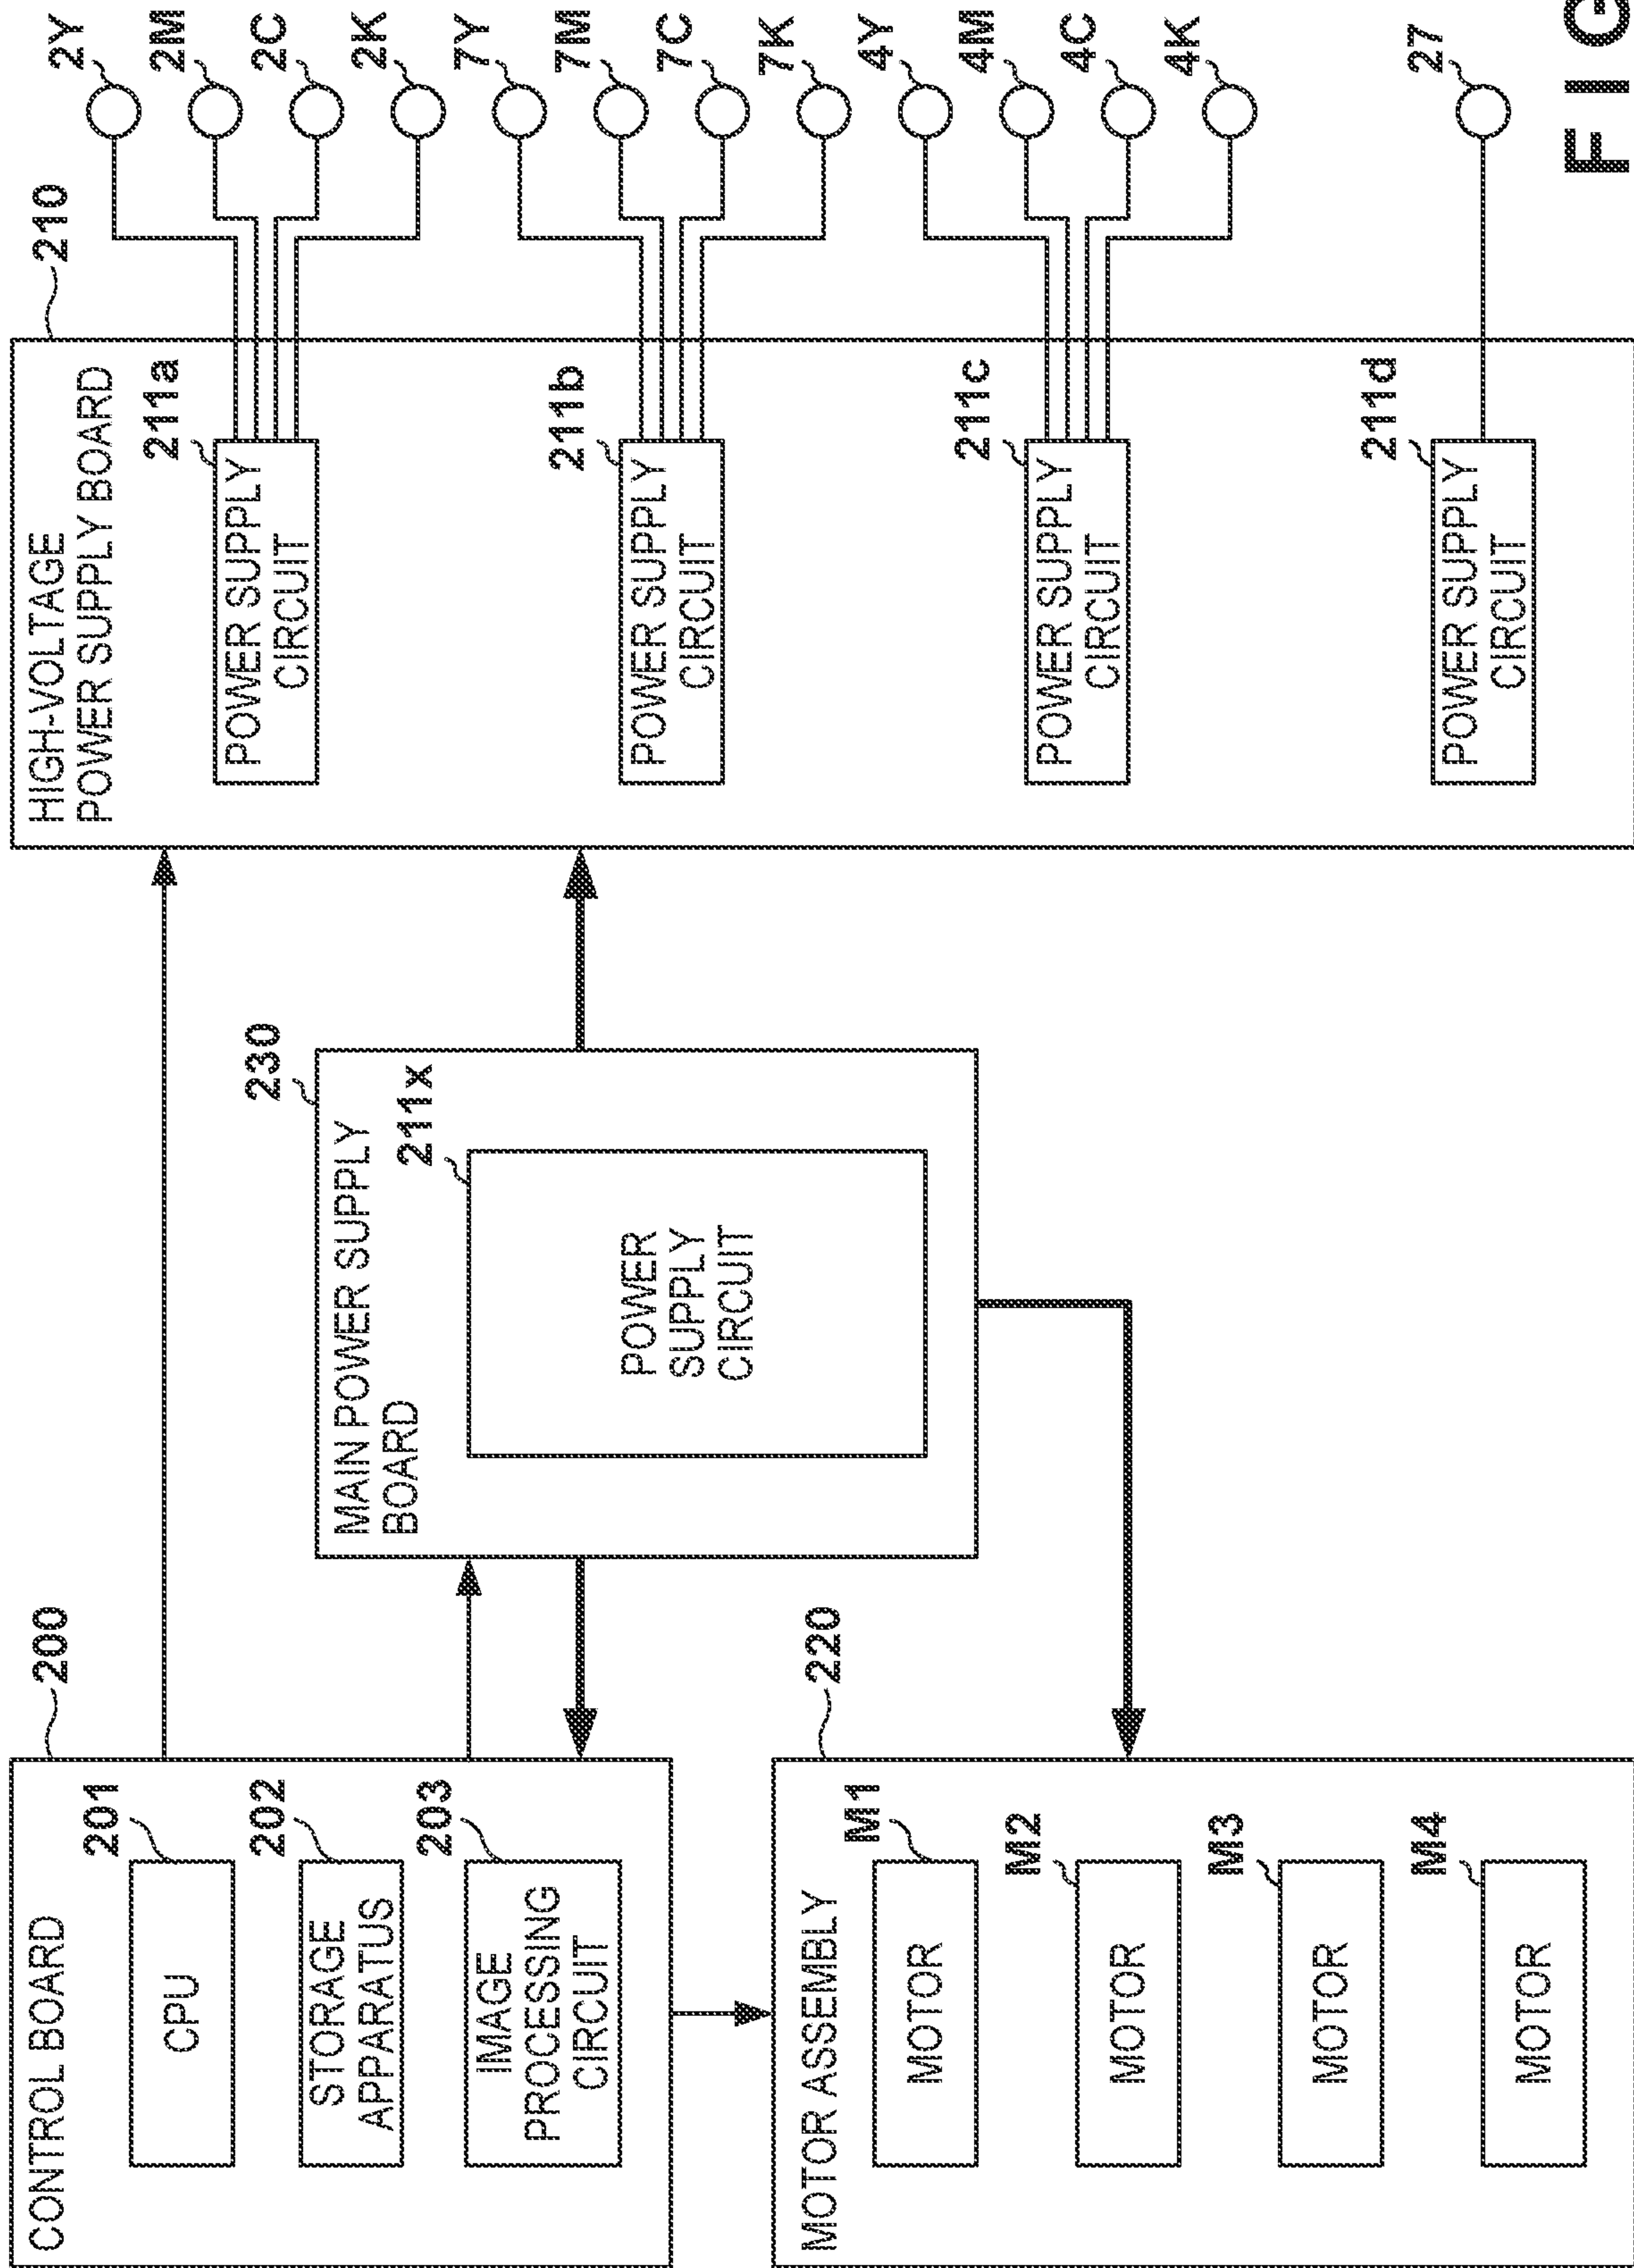 CONTROL BOARD
200
201
CPU
202
STORAGE
APPARATUS
203
IMAGE
PROCESSING
CIRCUIT
220
MOTOR ASSEMBLY
M1
MOTOR
M2
MOTOR
M3
MOTOR
M4
MOTOR
230
MAIN POWER SUPPLY
BOARD
211x
POWER
SUPPLY
CIRCUIT
210
HIGH-VOLTAGE
POWER SUPPLY BOARD
211a
POWER SUPPLY
CIRCUIT
211b
POWER SUPPLY
CIRCUIT
211c
POWER SUPPLY
CIRCUIT
211d
POWER SUPPLY
CIRCUIT
2Y
2M
2C
2K
7Y
7M
7C
7K
4Y
4M
4C
4K
27
FIG